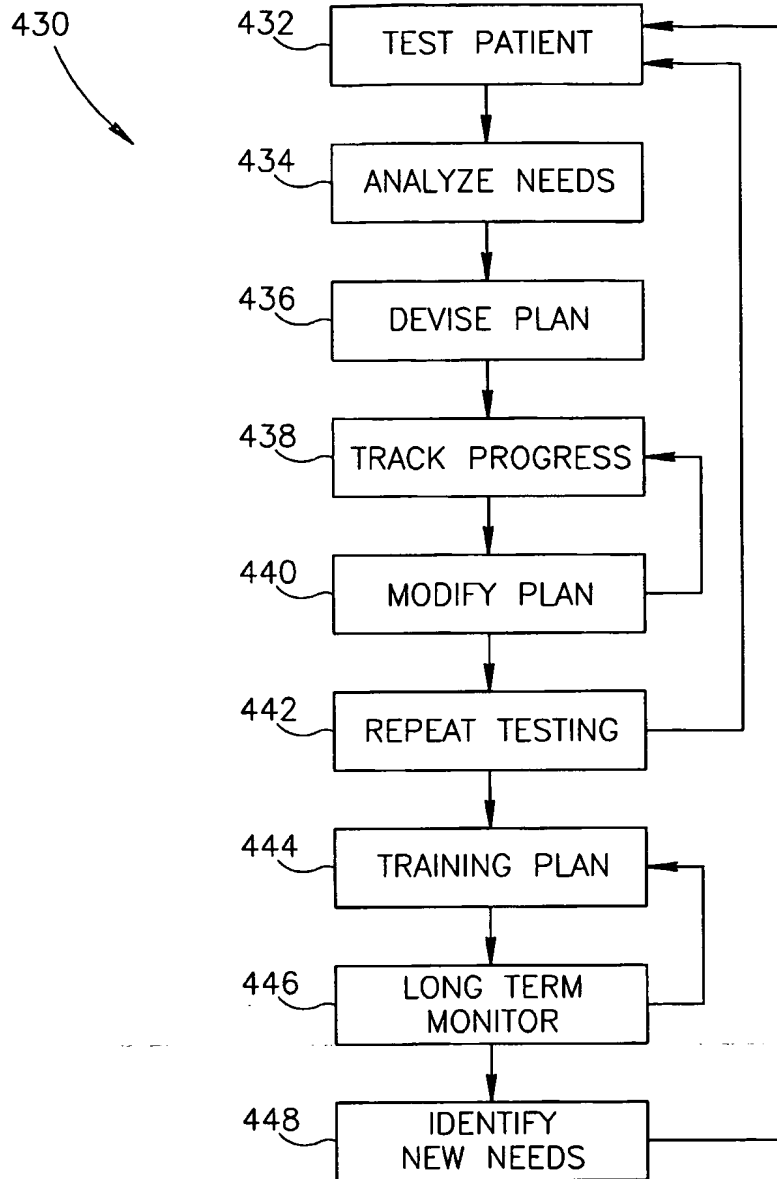 430
432
TEST PATIENT
434
ANALYZE NEEDS
436
DEVISE PLAN
438
TRACK PROGRESS
440
MODIFY PLAN
442
REPEAT TESTING
444
TRAINING PLAN
446
LONG TERM
MONITOR
448
IDENTIFY
NEW NEEDS